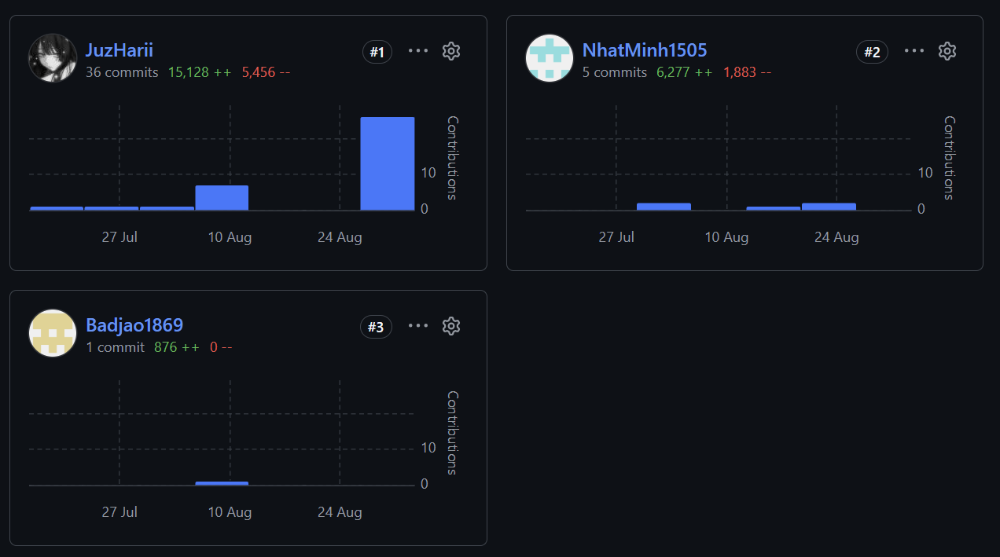 JuzHarii
#1
36 commits 15,128 ++ 5,456 --
Contributions
10
0
27 Jul 10 Aug 24 Aug
NhatMinh1505
#2
5 commits 6,277 ++ 1,883 --
Contributions
10
0
27 Jul 10 Aug 24 Aug
Badjao1869
#3
1 commit 876 ++ 0 --
Contributions
10
0
27 Jul 10 Aug 24 Aug